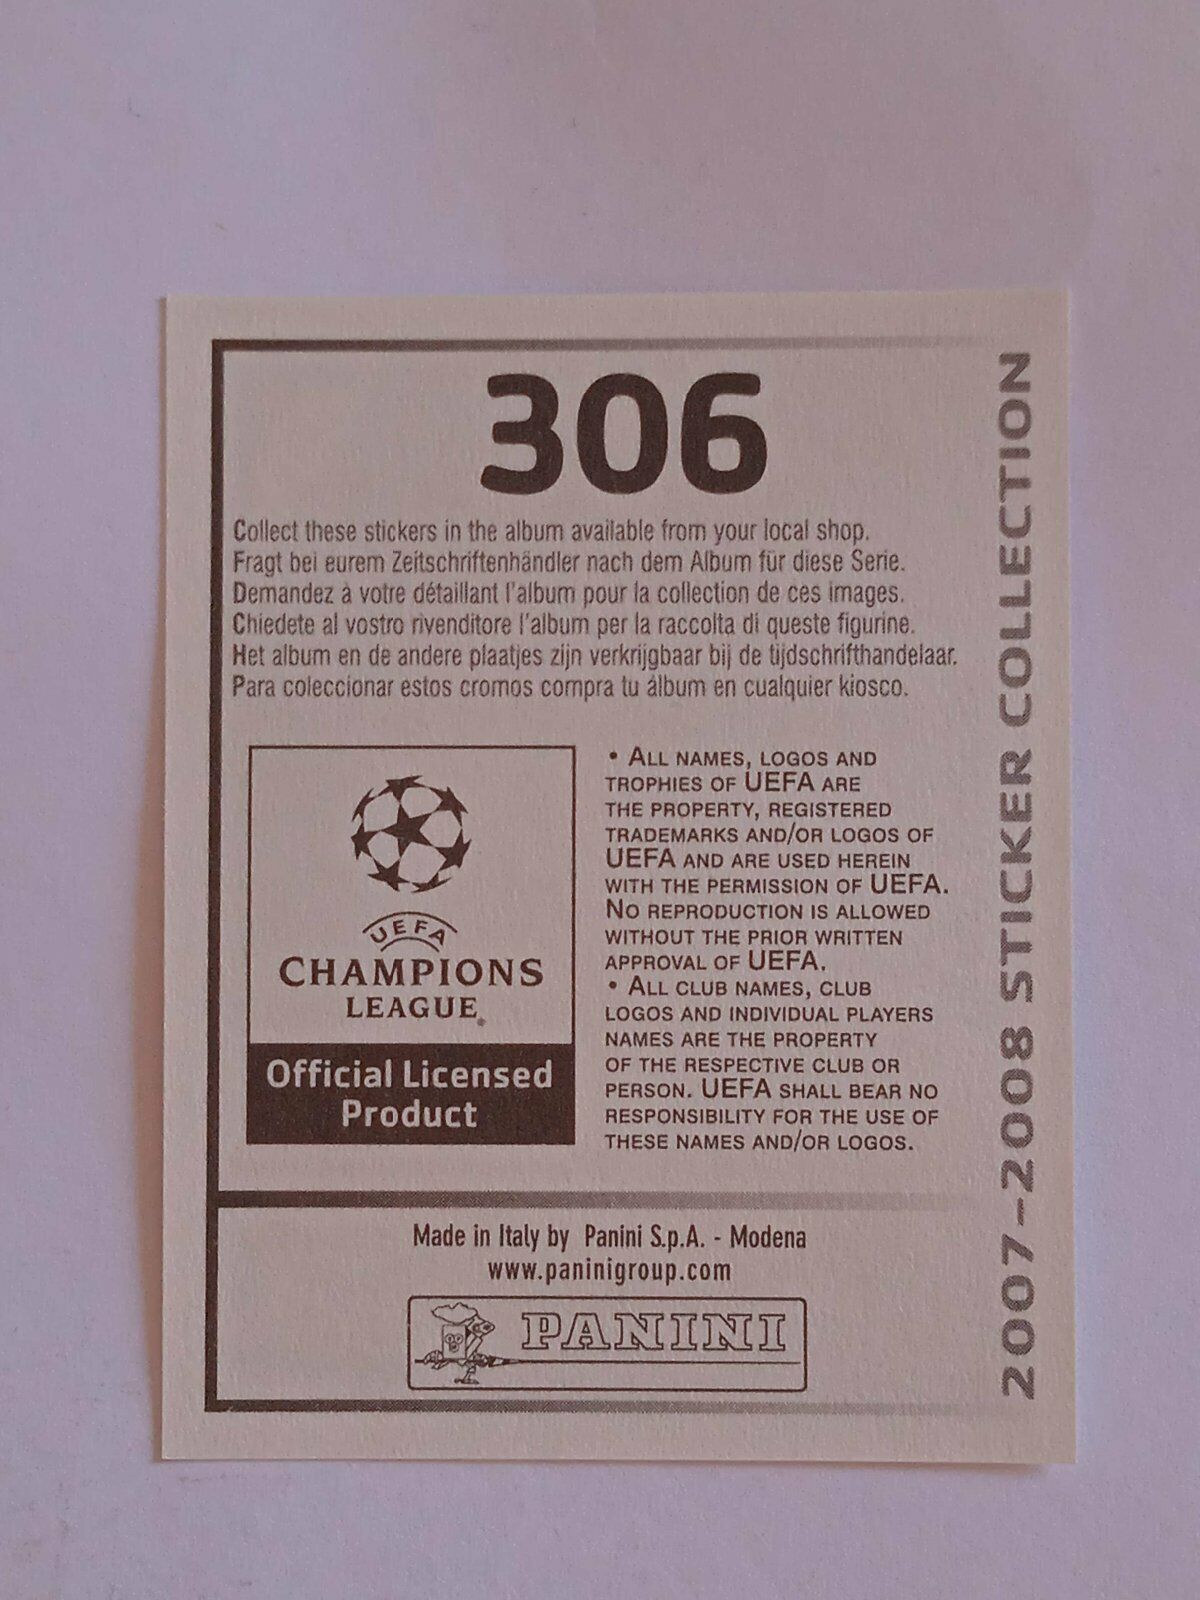 306
Collect these stickers in the album available from your local shop.
Fragt bei eurem Zeitschriftenhändler nach dem Album für diese Serie.
Demandez à votre détaillant l'album pour la collection de ces images.
Chiedete al vostro rivenditore l'album per la raccolta di queste figurine.
Het album en de andere plaatjes zijn verkrijgbaar bij de tijdschrifthandelaar.
Para coleccionar estos cromos compra tu álbum en cualquier kiosco.
UEFA
CHAMPIONS
LEAGUE
Official Licensed
Product
• ALL NAMES, LOGOS AND
TROPHIES OF UEFA ARE
THE PROPERTY, REGISTERED
TRADEMARKS AND/OR LOGOS OF
UEFA AND ARE USED HEREIN
WITH THE PERMISSION OF UEFA.
NO REPRODUCTION IS ALLOWED
WITHOUT THE PRIOR WRITTEN
APPROVAL OF UEFA.
• ALL CLUB NAMES, CLUB
LOGOS AND INDIVIDUAL PLAYERS
NAMES ARE THE PROPERTY
OF THE RESPECTIVE CLUB OR
PERSON. UEFA SHALL BEAR NO
RESPONSIBILITY FOR THE USE OF
THESE NAMES AND/OR LOGOS.
Made in Italy by Panini S.p.A. - Modena
www.paninigroup.com
PANINI
2007-2008 STICKER COLLECTION